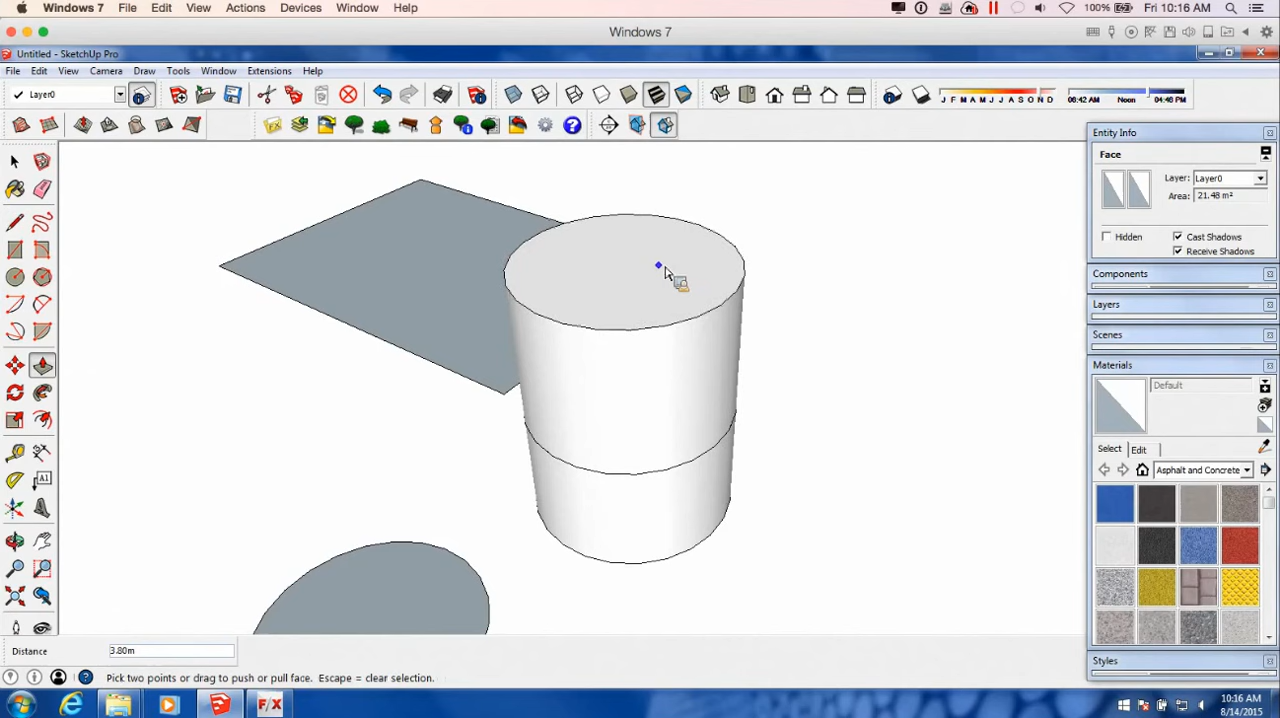 Windows 7 File Edit View Actions Devices Window Help 100% Fri 10:16 AM
Windows 7
Untitled - SketchUp Pro
File Edit View Camera Draw Tools Window Extensions Help
Layer0
J F M A M J J A S O N D 06:42 AM Noon 04:46 PM
Entity Info
Face
Layer: Layer0
Area: 21.48 m²
Hidden Cast Shadows
Receive Shadows
Components
Layers
Scenes
Materials
Default
Select Edit
Asphalt and Concrete
A1
Styles
Distance 3.80m
Pick two points or drag to push or pull face. Escape = clear selection.
F/X
10:16 AM
8/14/2015